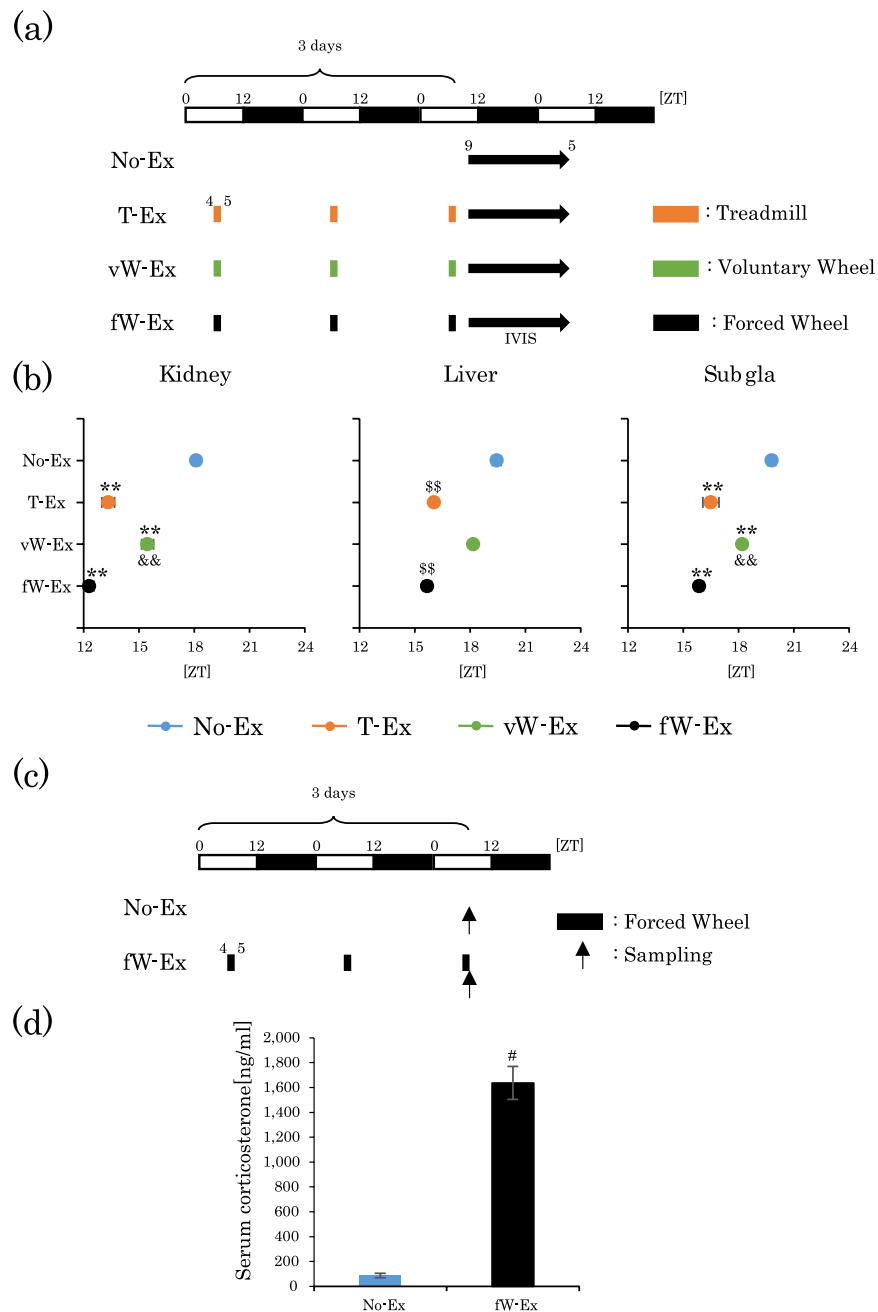 (a)
3 days
0 12 0 12 0 12 0 12 [ZT]
No-Ex 9 5
T-Ex 4 5 : Treadmill
vW-Ex : Voluntary Wheel
fW-Ex : Forced Wheel
IVIS
(b)
Kidney Liver Sub gla
No-Ex
T-Ex ** $$ **
vW-Ex ** && ** &&
fW-Ex ** $$ **
12 15 18 21 24 12 15 18 21 24 12 15 18 21 24
[ZT] [ZT] [ZT]
No-Ex T-Ex vW-Ex fW-Ex
(c)
3 days
0 12 0 12 0 12 [ZT]
No-Ex : Forced Wheel
fW-Ex 4 5 : Sampling
(d)
Serum corticosterone[ng/ml]
2,000
1,800
#
1,600
1,400
1,200
1,000
800
600
400
200
0
No-Ex fW-Ex